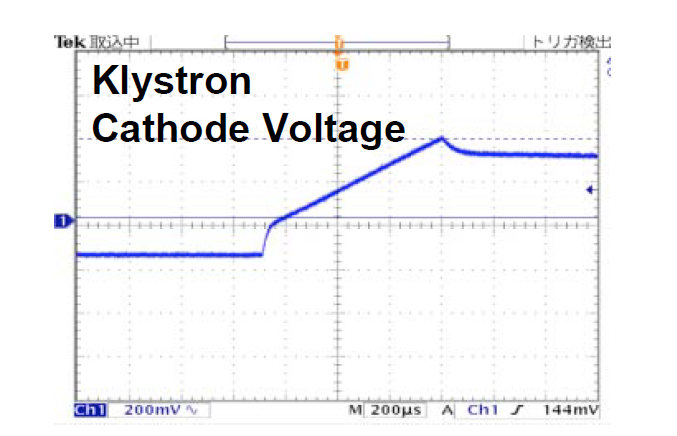 Tek 取込中 トリガ検出
T
T
Klystron
Cathode Voltage
1
Ch1 200mV M 200µs A Ch1 144mV